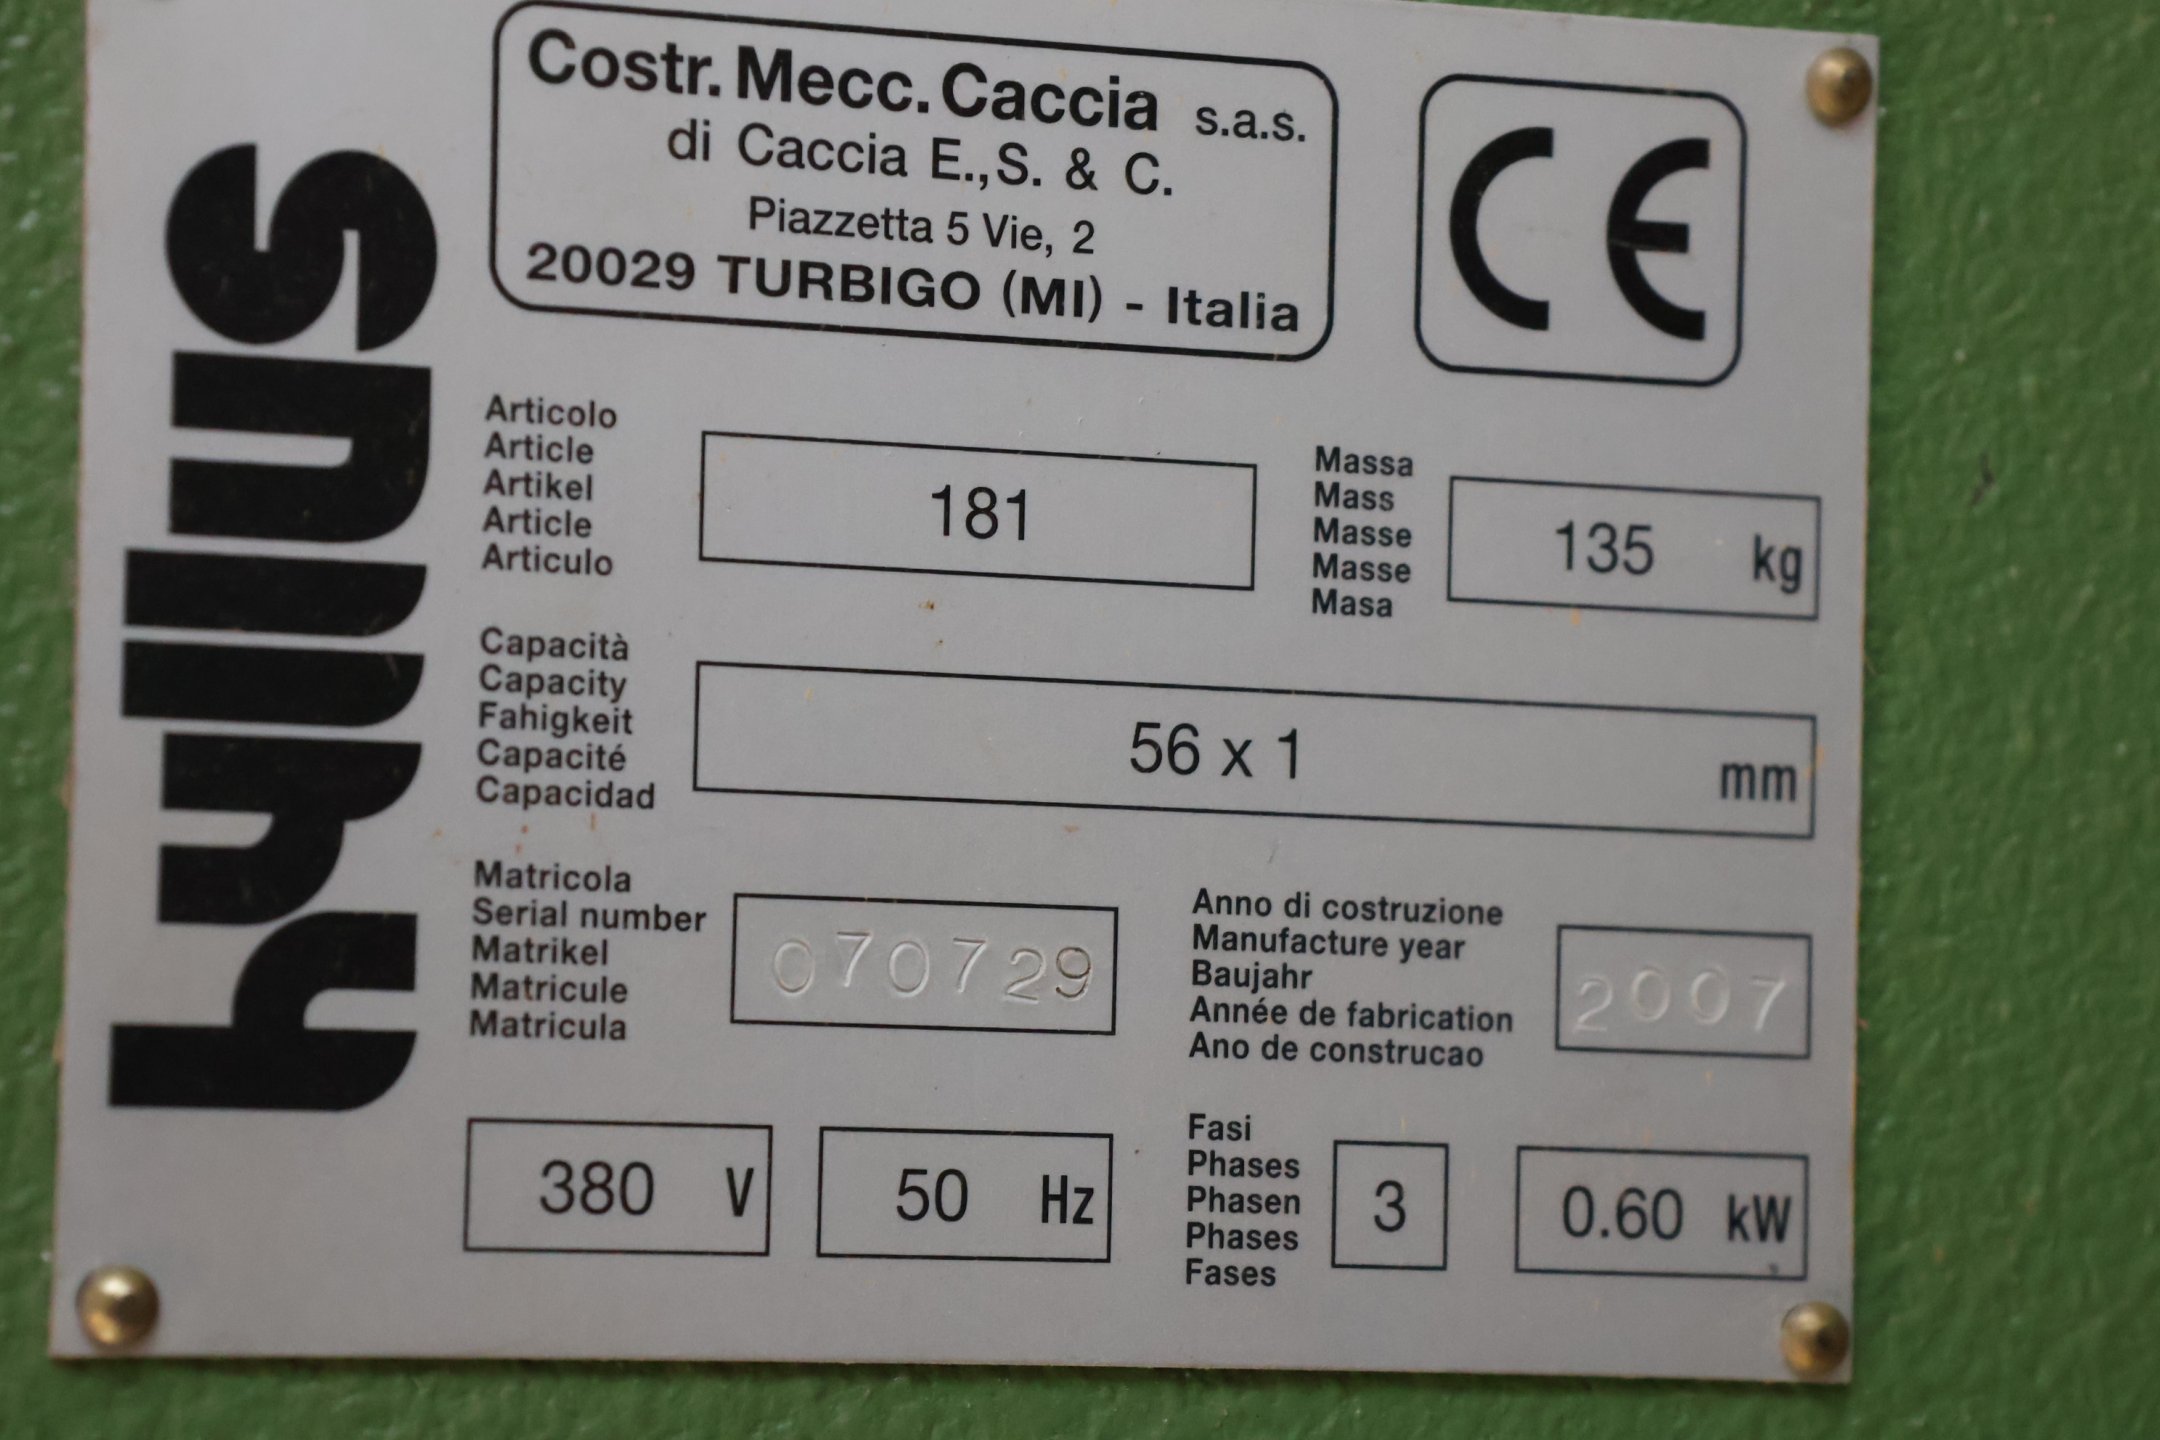 hyllus
Costr. Mecc. Caccia s.a.s.
di Caccia E.,S. & C.
Piazzetta 5 Vie, 2
20029 TURBIGO (MI) - Italia
CE
Articolo
Article
Artikel
Article
Articulo
181
Massa
Mass
Masse
Masse
Masa
135 kg
Capacità
Capacity
Fahigkeit
Capacité
Capacidad
56 x 1 mm
Matricola
Serial number
Matrikel
Matricule
Matricula
070729
Anno di costruzione
Manufacture year
Baujahr
Année de fabrication
Ano de construcao
2007
380 V
50 Hz
Fasi
Phases
Phasen
Phases
Fases
3
0.60 kW